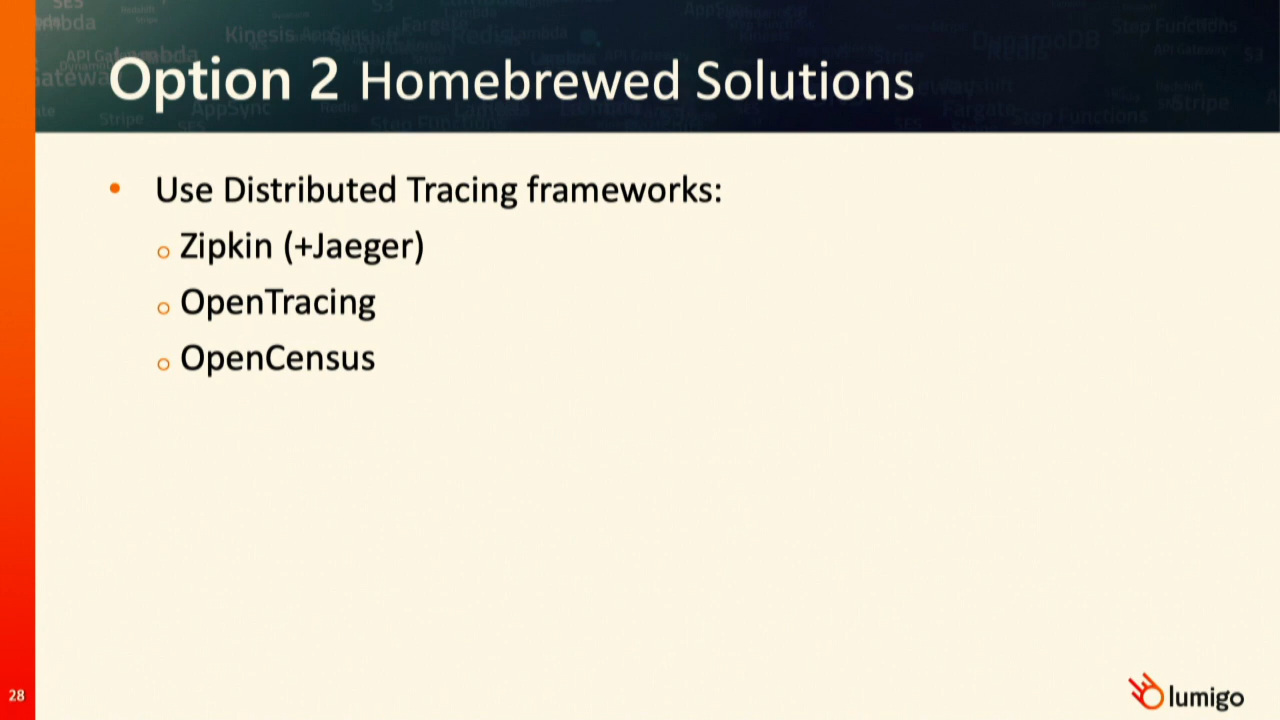 Option 2 Homebrewed Solutions
• Use Distributed Tracing frameworks:
○ Zipkin (+Jaeger)
○ OpenTracing
○ OpenCensus
28
lumigo